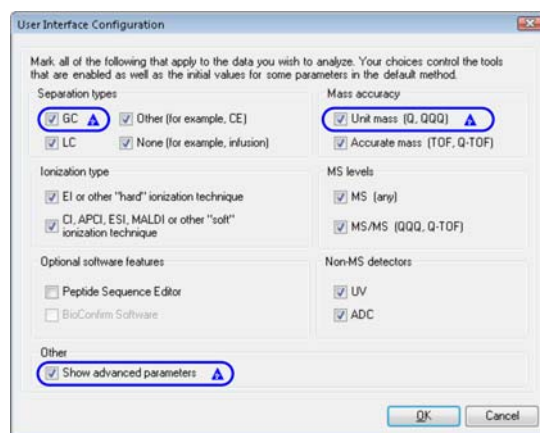 User Interface Configuration
Mark all of the following that apply to the data you wish to analyze. Your choices control the tools
that are enabled as well as the initial values for some parameters in the default method.
Separation types
GC
Other (for example, CE)
LC
None (for example, infusion)
Mass accuracy
Unit mass (Q, QQQ)
Accurate mass (TOF, Q-TOF)
Ionization type
EI or other "hard" ionization technique
CI, APCI, ESI, MALDI or other "soft"
ionization technique
MS levels
MS (any)
MS/MS (QQQ, Q-TOF)
Optional software features
Peptide Sequence Editor
BioConfirm Software
Non-MS detectors
UV
ADC
Other
Show advanced parameters
OK
Cancel